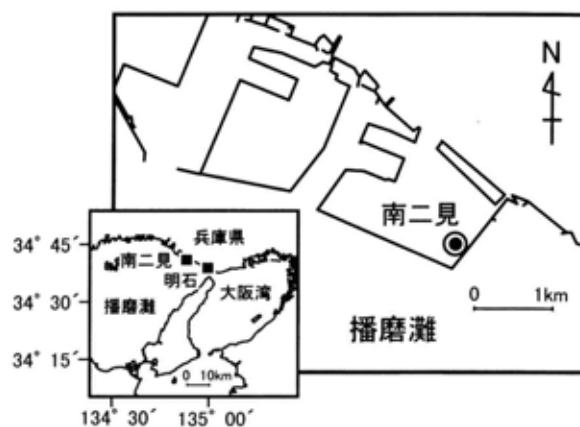 N
南二見
0 1km
播磨灘
兵庫県
34° 45´
南二見
明石
34° 30´
大阪湾
播磨灘
34° 15´
0 10km
134° 30´ 135° 00´